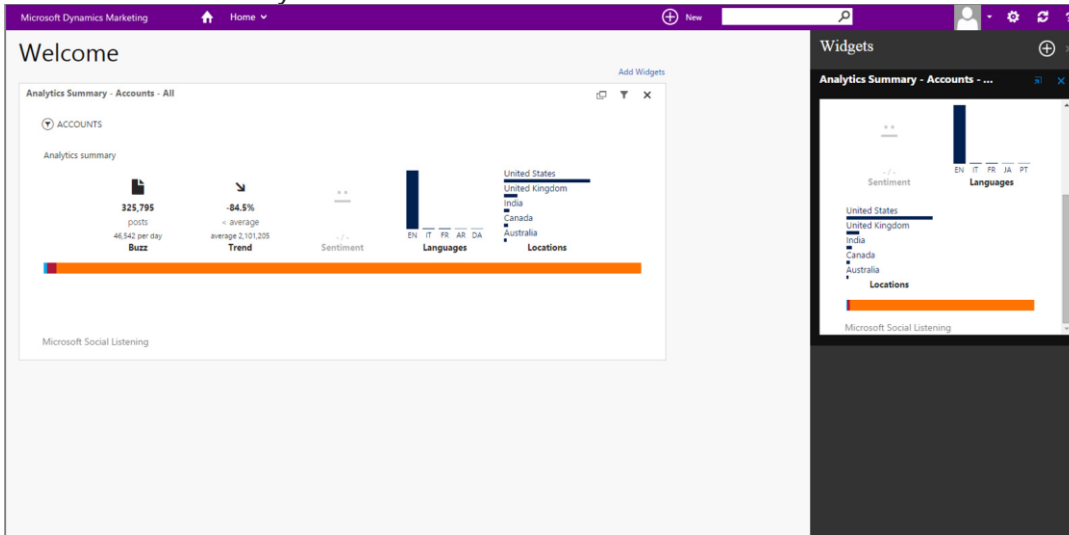 Microsoft Dynamics Marketing Home New
Welcome
Add Widgets
Analytics Summary - Accounts - All
ACCOUNTS
Analytics summary
325,795
posts
46,542 per day
Buzz
-84.5%
< average
average 2,101,205
Trend
- / -
Sentiment
EN IT FR AR DA
Languages
United States
United Kingdom
India
Canada
Australia
Locations
Microsoft Social Listening
Widgets
Analytics Summary - Accounts - ...
- / -
Sentiment
EN IT FR JA PT
Languages
United States
United Kingdom
India
Canada
Australia
Locations
Microsoft Social Listening